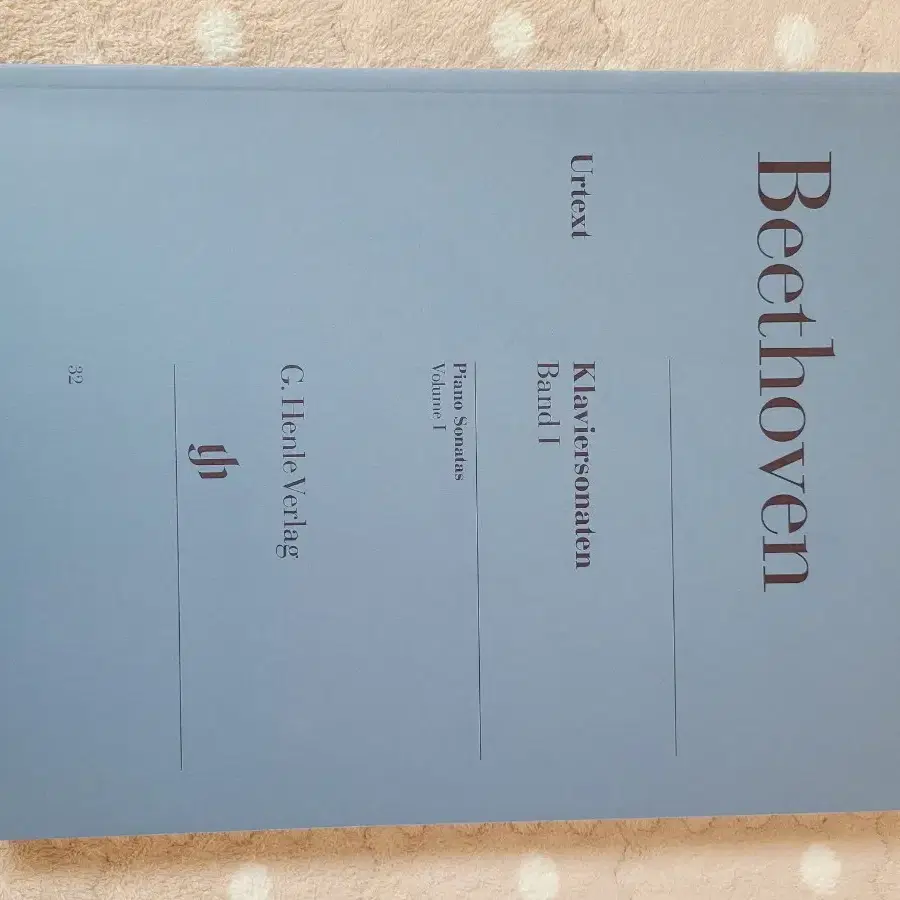 Beethoven
Urtext
Klaviersonaten
Band I
Piano Sonatas
Volume I
G. Henle Verlag
32